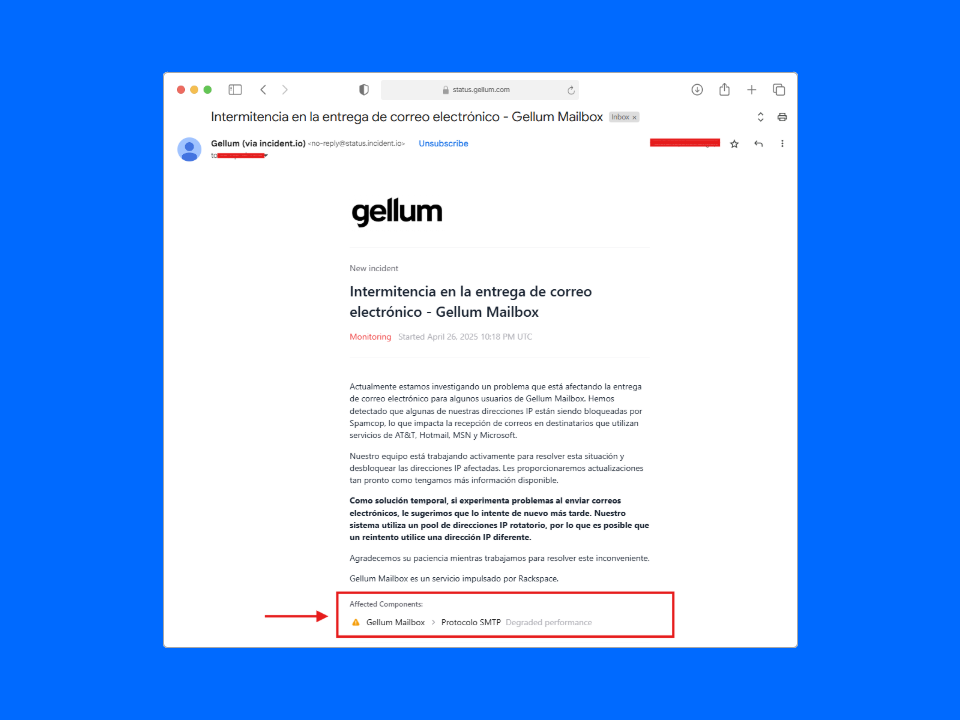 status.gellum.com
Intermitencia en la entrega de correo electrónico - Gellum Mailbox Inbox ×
Gellum (via incident.io) <no-reply@status.incident.io> Unsubscribe
to
gellum
New incident
Intermitencia en la entrega de correo
electrónico - Gellum Mailbox
Monitoring Started April 26, 2025 10:18 PM UTC
Actualmente estamos investigando un problema que está afectando la entrega
de correo electrónico para algunos usuarios de Gellum Mailbox. Hemos
detectado que algunas de nuestras direcciones IP están siendo bloqueadas por
Spamcop, lo que impacta la recepción de correos en destinatarios que utilizan
servicios de AT&T, Hotmail, MSN y Microsoft.
Nuestro equipo está trabajando activamente para resolver esta situación y
desbloquear las direcciones IP afectadas. Les proporcionaremos actualizaciones
tan pronto como tengamos más información disponible.
Como solución temporal, si experimenta problemas al enviar correos
electrónicos, le sugerimos que lo intente de nuevo más tarde. Nuestro
sistema utiliza un pool de direcciones IP rotatorio, por lo que es posible que
un reintento utilice una dirección IP diferente.
Agradecemos su paciencia mientras trabajamos para resolver este inconveniente.
Gellum Mailbox es un servicio impulsado por Rackspace.
Affected Components:
Gellum Mailbox > Protocolo SMTP Degraded performance